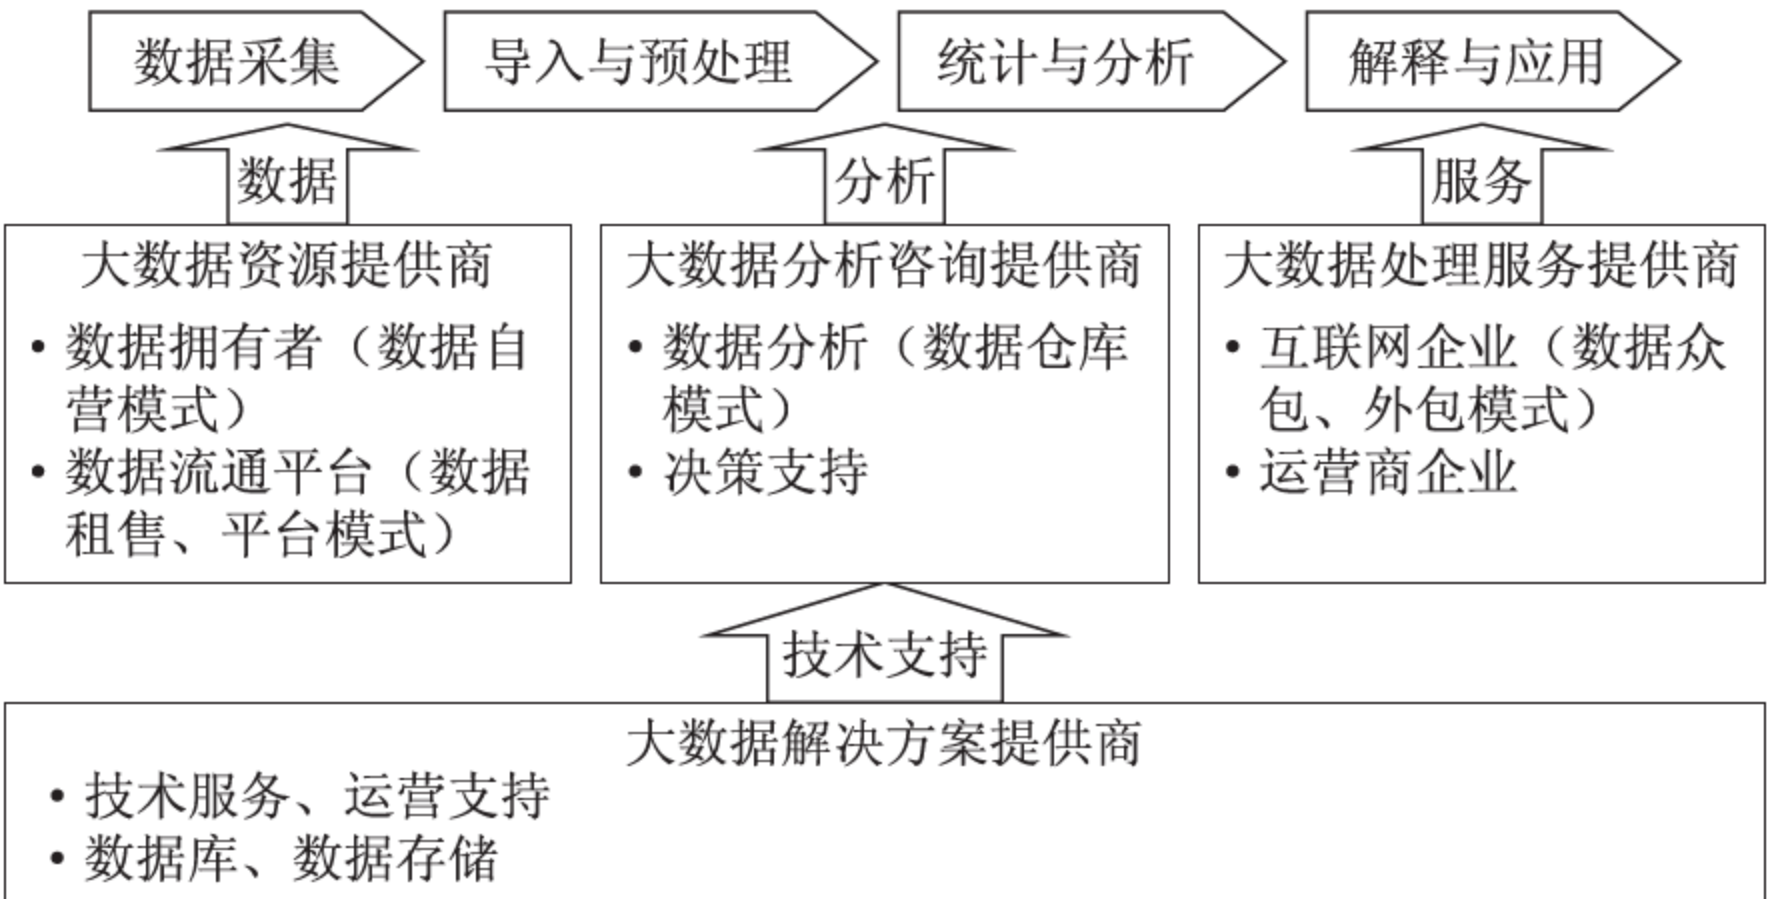 数据采集
导入与预处理
统计与分析
解释与应用
数据
分析
服务
大数据资源提供商
• 数据拥有者（数据自
营模式）
• 数据流通平台（数据
租售、平台模式）
大数据分析咨询提供商
• 数据分析（数据仓库
模式）
• 决策支持
大数据处理服务提供商
• 互联网企业（数据众
包、外包模式）
• 运营商企业
技术支持
大数据解决方案提供商
• 技术服务、运营支持
• 数据库、数据存储